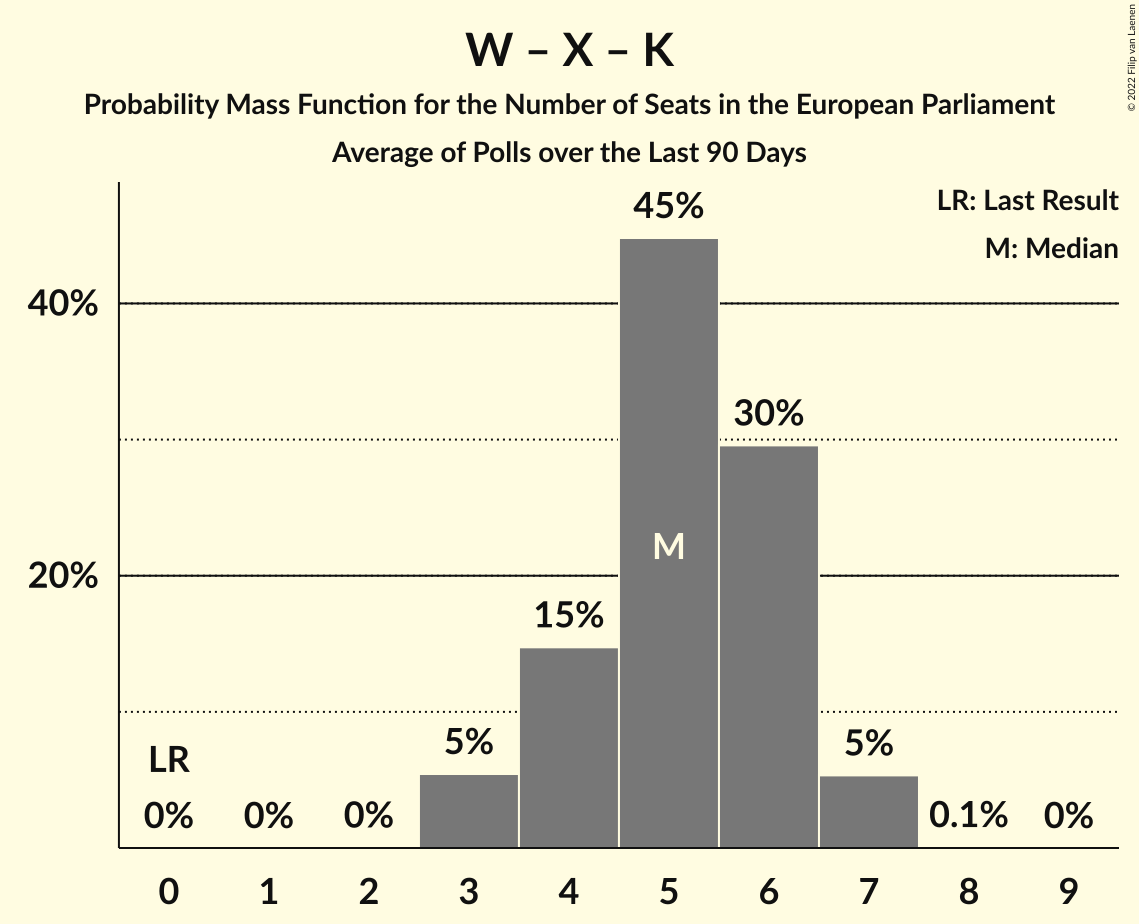 W – X – K
Probability Mass Function for the Number of Seats in the European Parliament
Average of Polls over the Last 90 Days
© 2022 Filip van Laenen
LR: Last Result
M: Median
40%
20%
45%
30%
M
15%
5%
5%
LR
0%
0%
0%
0.1%
0%
0
1
2
3
4
5
6
7
8
9